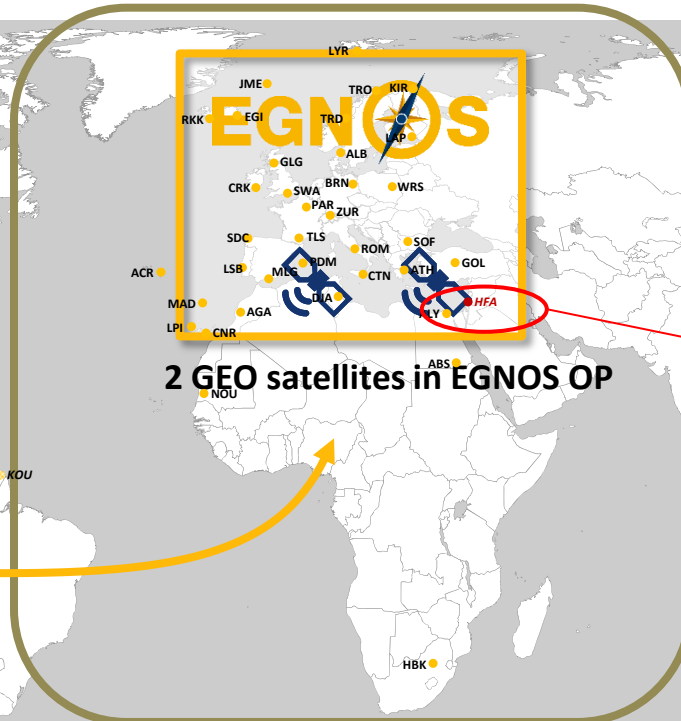 LYR
JME
TRO
KIR
RKK
EGI
TRD
EGNOS
LAP
ALB
GLG
CRK
SWA
BRN
WRS
PAR
ZUR
SDC
TLS
ROM
SOF
ACR
LSB
MLG
PDM
CTN
ATH
GOL
MAD
DJA
HFA
LPI
AGA
CNR
ABS
2 GEO satellites in EGNOS OP
NOU
KOU
HBK